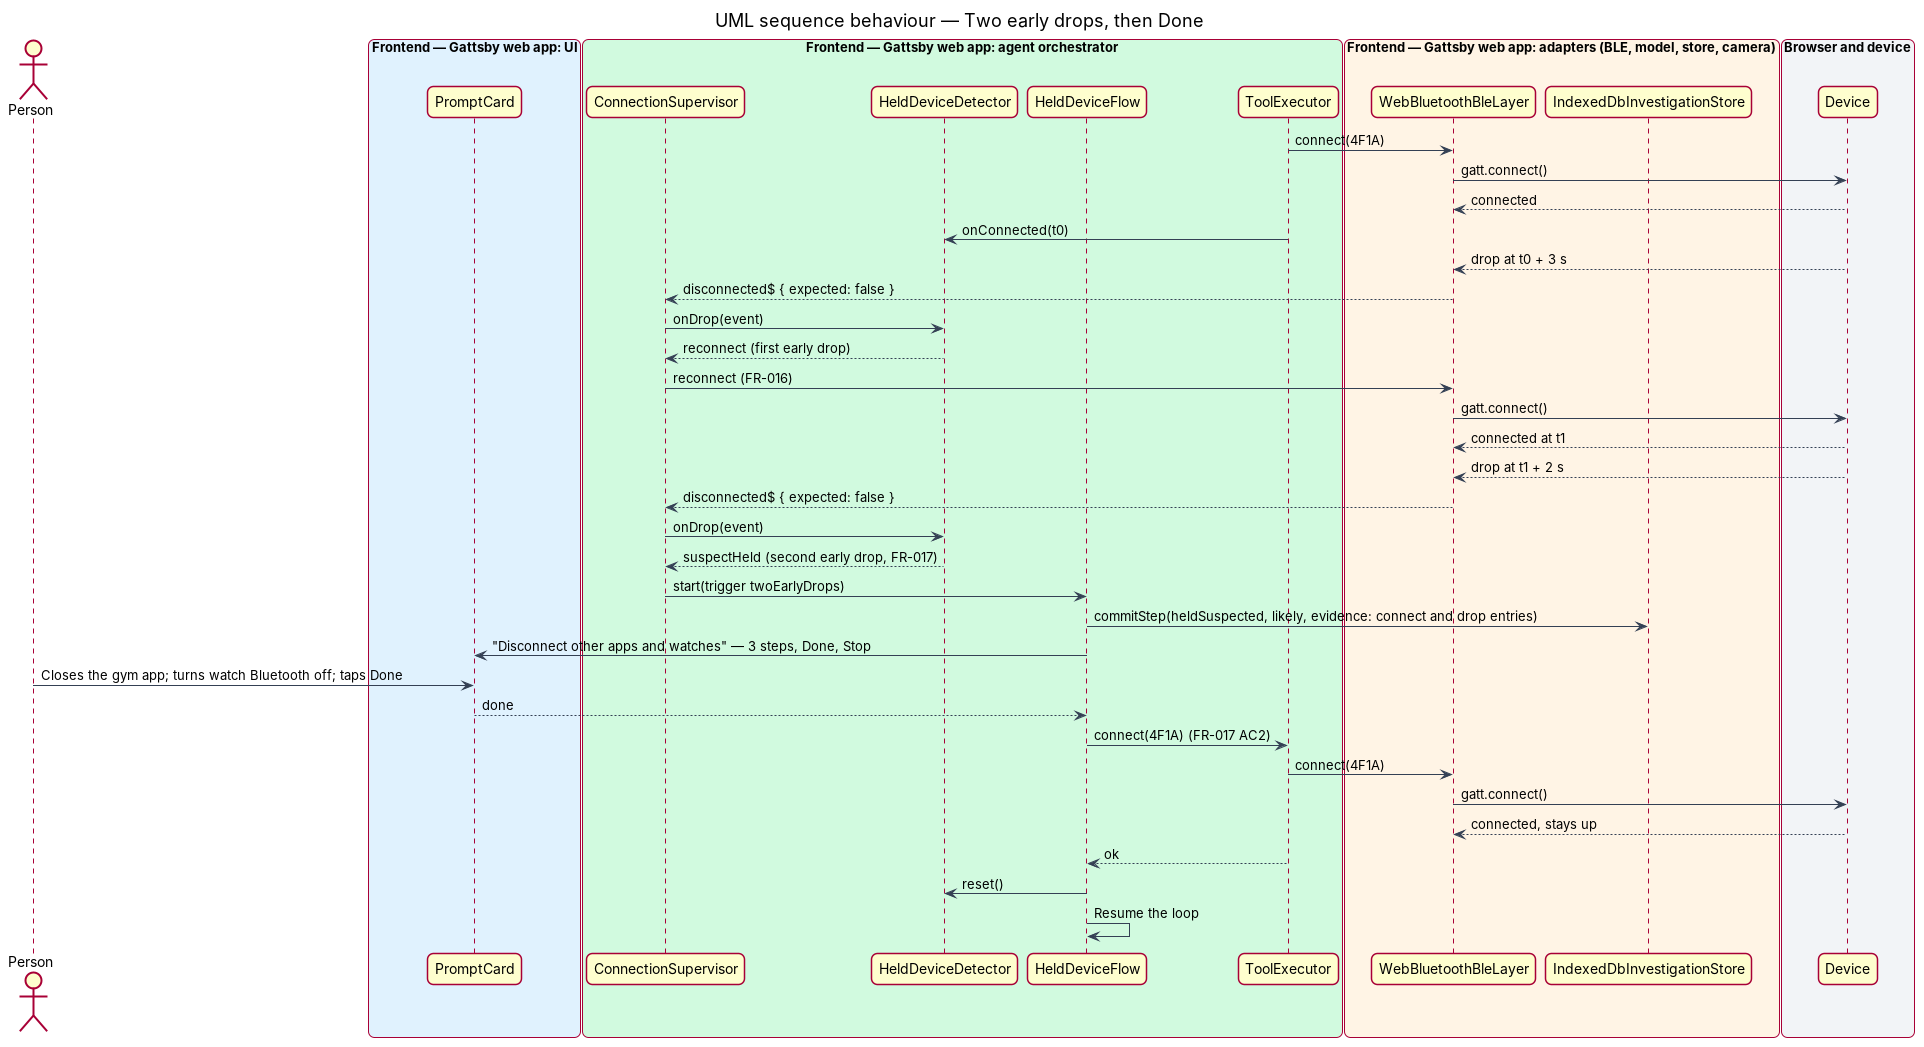 UML sequence behaviour — Two early drops, then Done
Frontend — Gattsby web app: UI
Frontend — Gattsby web app: agent orchestrator
Frontend — Gattsby web app: adapters (BLE, model, store, camera)
Browser and device
Person
PromptCard
ConnectionSupervisor
HeldDeviceDetector
HeldDeviceFlow
ToolExecutor
WebBluetoothBleLayer
IndexedDbInvestigationStore
Device
connect(4F1A)
gatt.connect()
connected
onConnected(t0)
drop at t0 + 3 s
disconnected$ { expected: false }
onDrop(event)
reconnect (first early drop)
reconnect (FR-016)
gatt.connect()
connected at t1
drop at t1 + 2 s
disconnected$ { expected: false }
onDrop(event)
suspectHeld (second early drop, FR-017)
start(trigger twoEarlyDrops)
commitStep(heldSuspected, likely, evidence: connect and drop entries)
"Disconnect other apps and watches" — 3 steps, Done, Stop
Closes the gym app; turns watch Bluetooth off; taps Done
done
connect(4F1A) (FR-017 AC2)
connect(4F1A)
gatt.connect()
connected, stays up
ok
reset()
Resume the loop
Person
PromptCard
ConnectionSupervisor
HeldDeviceDetector
HeldDeviceFlow
ToolExecutor
WebBluetoothBleLayer
IndexedDbInvestigationStore
Device